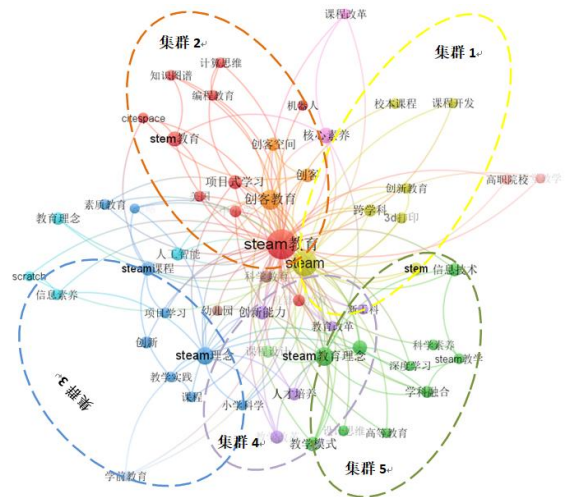 课程改革
集群 2
集群 1
计算思维
知识图谱
编程教育
机器人
校本课程
课程开发
citespace
stem教育
创客空间
核心素养
项目式学习
创客
高职院校
创新教育
素质教育
创客教育
跨学科
3d打印
教育理念
steam教育
人工智能
steam
steam课程
stem
信息技术
scratch
信息素养
项目学习
幼儿园
创新能力
新工科
教育改革
创新
steam理念
steam教育理念
科学素养
steam教学
深度学习
教学实践
集群 3
课程
小学科学
人才培养
学科融合
集群 4
教学模式
高等教育
学前教育
集群 5